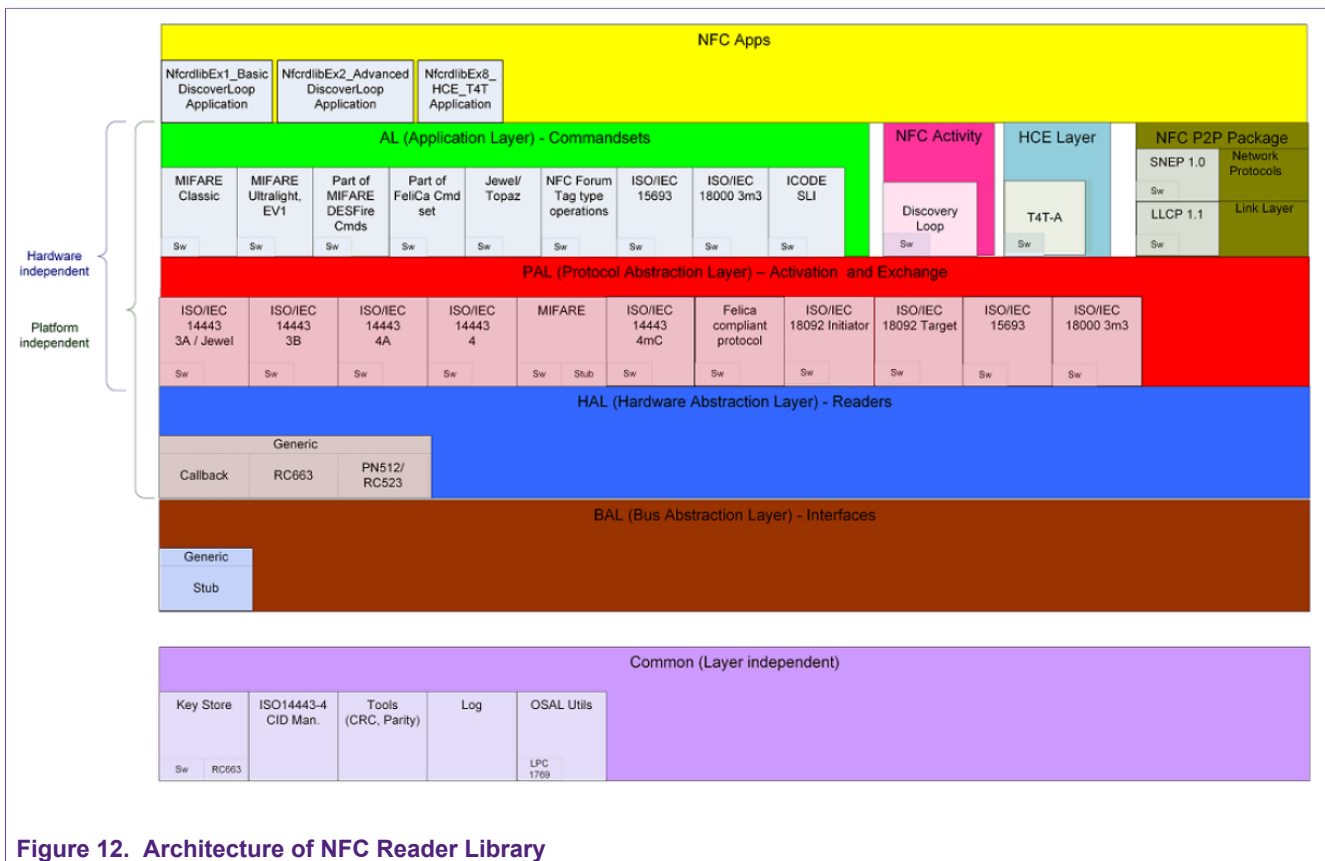 NFC Apps
NfcrdlibEx1_Basic
DiscoverLoop
Application
NfcrdlibEx2_Advanced
DiscoverLoop
Application
NfcrdlibEx8_
HCE_T4T
Application
Hardware
independent
Platform
independent
AL (Application Layer) - Commandsets
MIFARE
Classic
Sw
MIFARE
Ultralight,
EV1
Sw
Part of
MIFARE
DESFire
Cmds
Sw
Part of
FeliCa Cmd
set
Sw
Jewel/
Topaz
Sw
NFC Forum
Tag type
operations
Sw
ISO/IEC
15693
Sw
ISO/IEC
18000 3m3
Sw
ICODE
SLI
Sw
NFC Activity
Discovery
Loop
Sw
HCE Layer
T4T-A
Sw
NFC P2P Package
SNEP 1.0
Sw
Network
Protocols
LLCP 1.1
Sw
Link Layer
PAL (Protocol Abstraction Layer) – Activation and Exchange
ISO/IEC
14443
3A / Jewel
Sw
ISO/IEC
14443
3B
Sw
ISO/IEC
14443
4A
Sw
ISO/IEC
14443
4
Sw
MIFARE
Sw Stub
ISO/IEC
14443
4mC
Sw
Felica
compliant
protocol
Sw
ISO/IEC
18092 Initiator
Sw
ISO/IEC
18092 Target
Sw
ISO/IEC
15693
Sw
ISO/IEC
18000 3m3
Sw
HAL (Hardware Abstraction Layer) - Readers
Generic
Callback
RC663
PN512/
RC523
BAL (Bus Abstraction Layer) - Interfaces
Generic
Stub
Common (Layer independent)
Key Store
Sw RC663
ISO14443-4
CID Man.
Tools
(CRC, Parity)
Log
OSAL Utils
LPC
1769
Figure 12. Architecture of NFC Reader Library